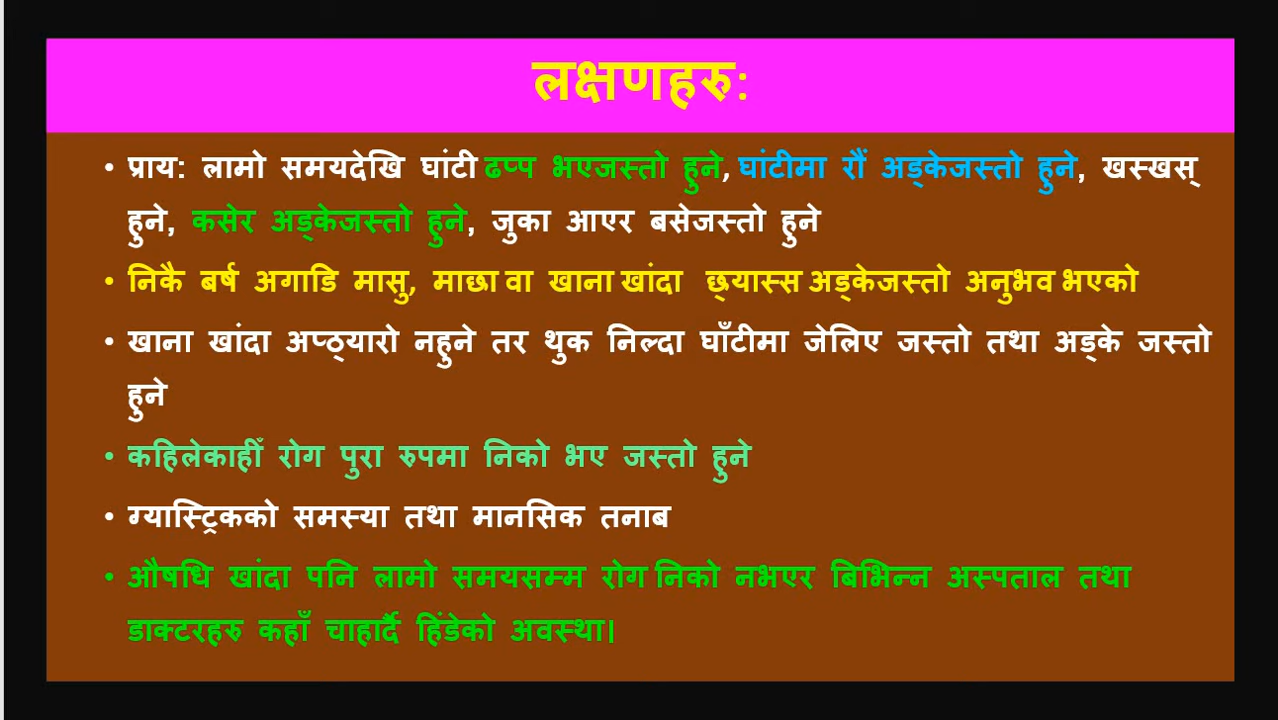 लक्षणहरु:
• प्राय: लामो समयदेखि घांटी ढप्प भएजस्तो हुने, घांटीमा रौं अड्केजस्तो हुने, खस्खस्
हुने, कसेर अड्केजस्तो हुने, जुका आएर बसेजस्तो हुने
• निकै बर्ष अगाडि मासु, माछा वा खाना खांदा छ्यास्स अड्केजस्तो अनुभव भएको
• खाना खांदा अप्ठ्यारो नहुने तर थुक निल्दा घाँटीमा जेलिए जस्तो तथा अड्के जस्तो
हुने
• कहिलेकाहीँ रोग पुरा रुपमा निको भए जस्तो हुने
• ग्यास्ट्रिकको समस्या तथा मानसिक तनाब
• औषधि खांदा पनि लामो समयसम्म रोग निको नभएर बिभिन्न अस्पताल तथा
डाक्टरहरु कहाँ चाहार्दै हिंडेको अवस्था।